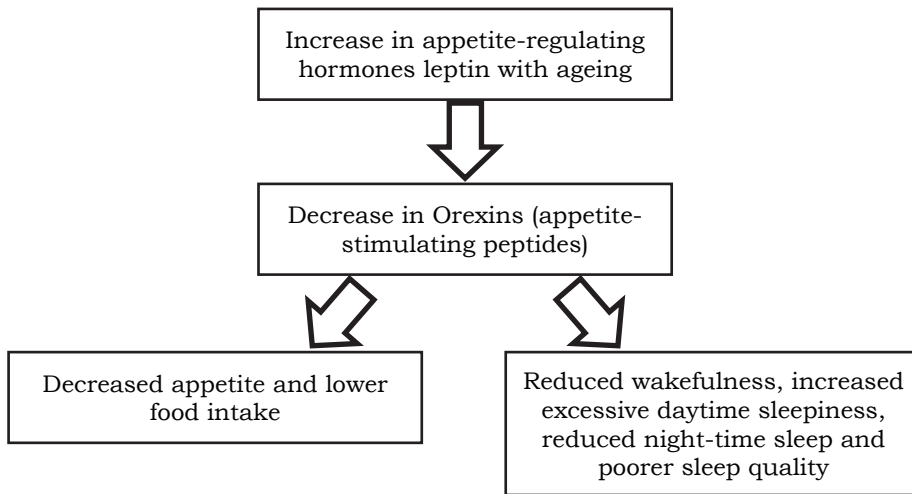 Increase in appetite-regulating
hormones leptin with ageing
Decrease in Orexins (appetite-
stimulating peptides)
Decreased appetite and lower
food intake
Reduced wakefulness, increased
excessive daytime sleepiness,
reduced night-time sleep and
poorer sleep quality